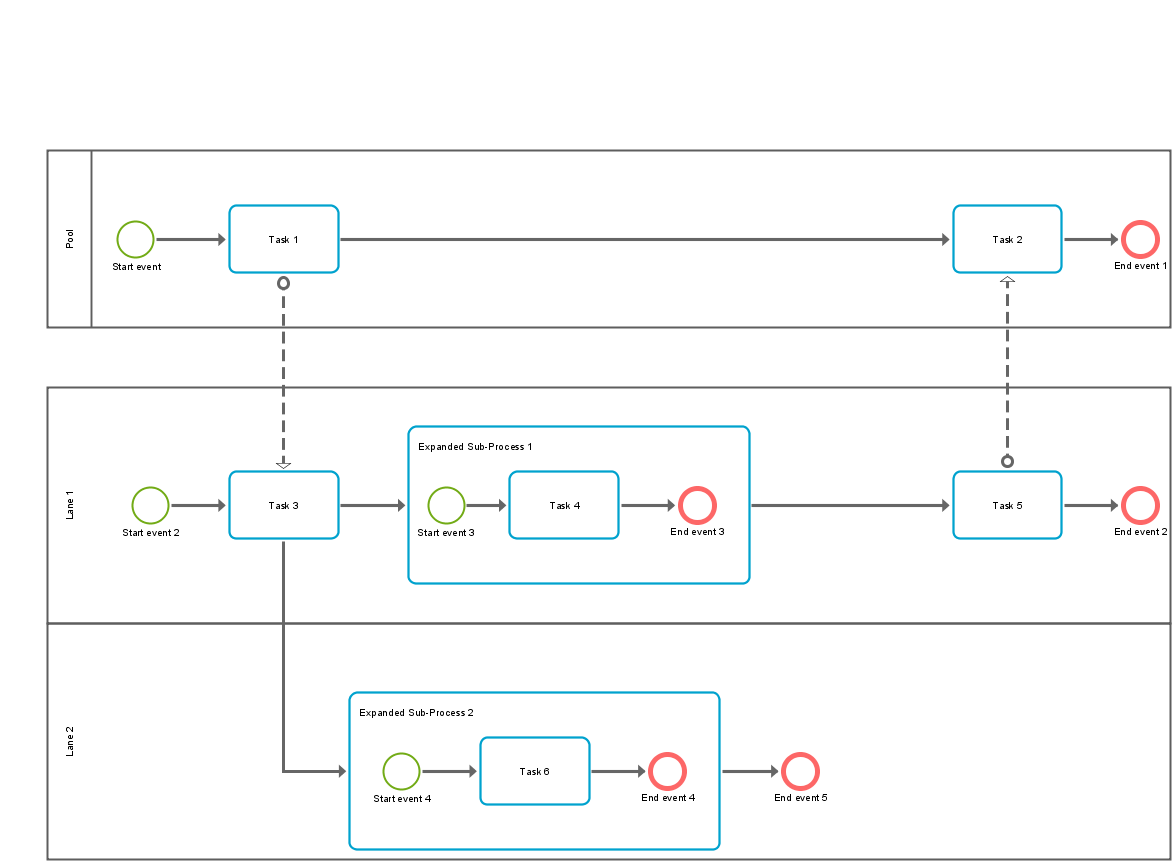 Pool
Start event
Task 1
Task 2
End event 1
Lane 1
Start event 2
Task 3
Expanded Sub-Process 1
Start event 3
Task 4
End event 3
Task 5
End event 2
Lane 2
Expanded Sub-Process 2
Start event 4
Task 6
End event 4
End event 5